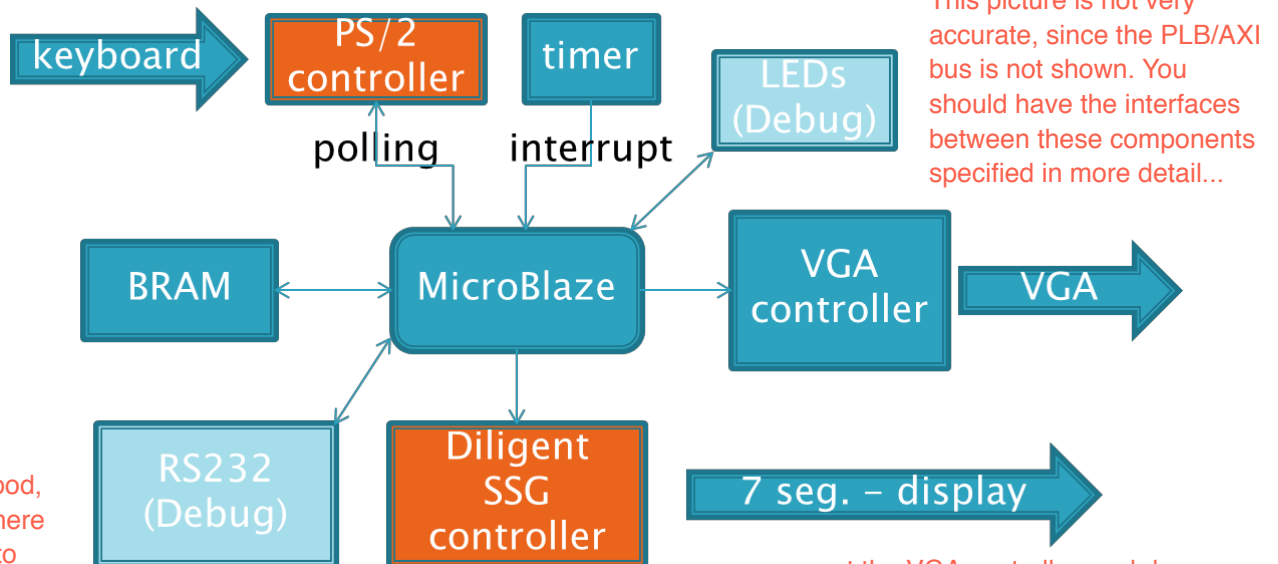 This picture is not very
accurate, since the PLB/AXI
bus is not shown. You
should have the interfaces
between these components
specified in more detail...
keyboard
PS/2
controller
timer
LEDs
(Debug)
polling
interrupt
BRAM
MicroBlaze
VGA
controller
VGA
RS232
(Debug)
Diligent
SSG
controller
7 seg. – display
the VGA